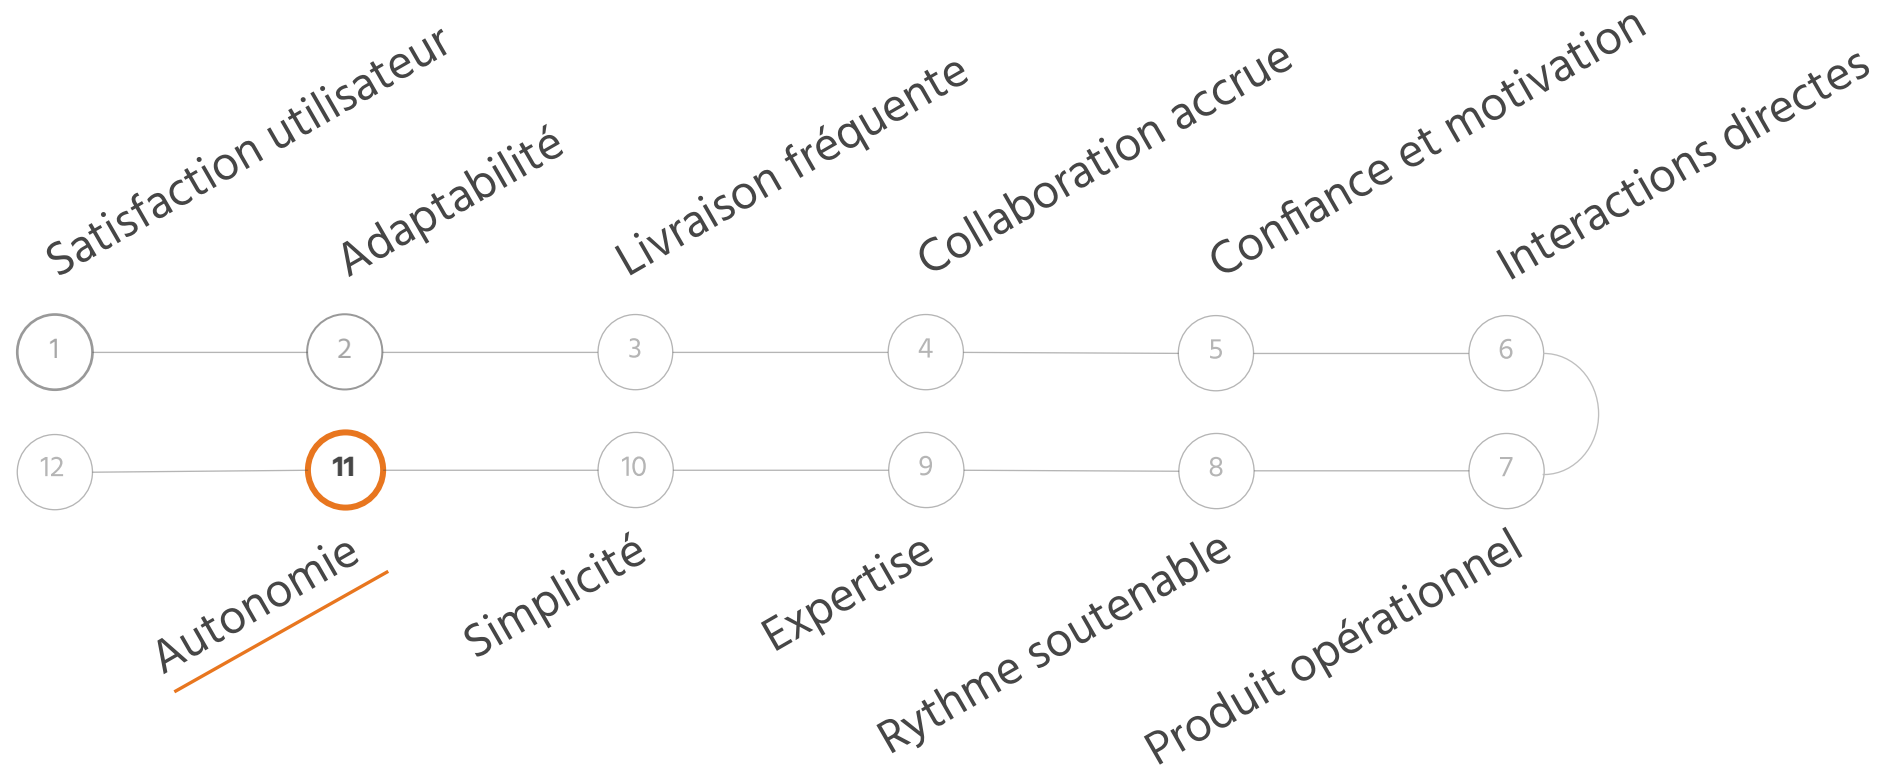 Satisfaction utilisateur
Adaptabilité
Livraison fréquente
Collaboration accrue
Confiance et motivation
Interactions directes
1
2
3
4
5
6
12
11
10
9
8
7
Autonomie
Simplicité
Expertise
Rythme soutenable
Produit opérationnel